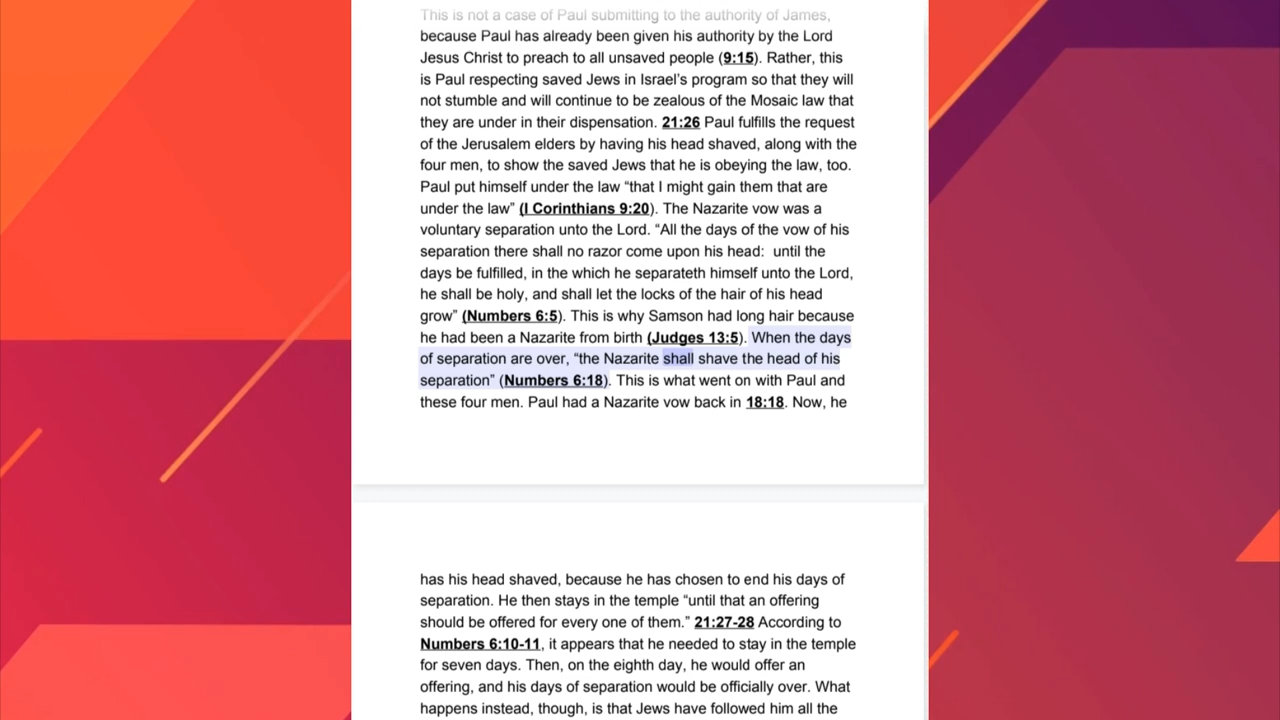 This is not a case of Paul submitting to the authority of James,
because Paul has already been given his authority by the Lord
Jesus Christ to preach to all unsaved people (9:15). Rather, this
is Paul respecting saved Jews in Israel’s program so that they will
not stumble and will continue to be zealous of the Mosaic law that
they are under in their dispensation. 21:26 Paul fulfills the request
of the Jerusalem elders by having his head shaved, along with the
four men, to show the saved Jews that he is obeying the law, too.
Paul put himself under the law “that I might gain them that are
under the law” (I Corinthians 9:20). The Nazarite vow was a
voluntary separation unto the Lord. “All the days of the vow of his
separation there shall no razor come upon his head: until the
days be fulfilled, in the which he separateth himself unto the Lord,
he shall be holy, and shall let the locks of the hair of his head
grow” (Numbers 6:5). This is why Samson had long hair because
he had been a Nazarite from birth (Judges 13:5). When the days
of separation are over, “the Nazarite shall shave the head of his
separation” (Numbers 6:18). This is what went on with Paul and
these four men. Paul had a Nazarite vow back in 18:18. Now, he
has his head shaved, because he has chosen to end his days of
separation. He then stays in the temple “until that an offering
should be offered for every one of them.” 21:27-28 According to
Numbers 6:10-11, it appears that he needed to stay in the temple
for seven days. Then, on the eighth day, he would offer an
offering, and his days of separation would be officially over. What
happens instead, though, is that Jews have followed him all the